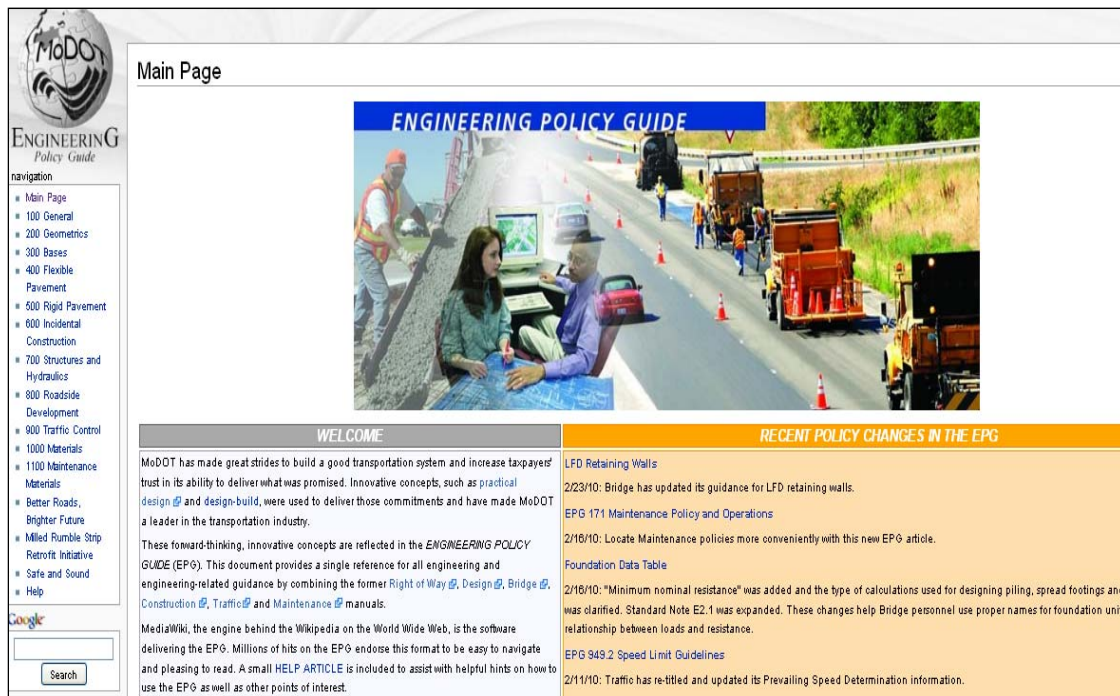 MoDOT
ENGINEERING
Policy Guide
navigation
Main Page
100 General
200 Geometrics
300 Bases
400 Flexible
Pavement
500 Rigid Pavement
600 Incidental
Construction
700 Structures and
Hydraulics
800 Roadside
Development
900 Traffic Control
1000 Materials
1100 Maintenance
Materials
Better Roads,
Brighter Future
Milled Rumble Strip
Retrofit Initiative
Safe and Sound
Help
Google
Search
Main Page
ENGINEERING POLICY GUIDE
WELCOME
MoDOT has made great strides to build a good transportation system and increase taxpayers'
trust in its ability to deliver what was promised. Innovative concepts, such as practical
design and design-build, were used to deliver those commitments and have made MoDOT
a leader in the transportation industry.
These forward-thinking, innovative concepts are reflected in the ENGINEERING POLICY
GUIDE (EPG). This document provides a single reference for all engineering and
engineering-related guidance by combining the former Right of Way, Design, Bridge,
Construction, Traffic and Maintenance manuals.
MediaWiki, the engine behind the Wikipedia on the World Wide Web, is the software
delivering the EPG. Millions of hits on the EPG endorse this format to be easy to navigate
and pleasing to read. A small HELP ARTICLE is included to assist with helpful hints on how to
use the EPG as well as other points of interest.
RECENT POLICY CHANGES IN THE EPG
LFD Retaining Walls
2/23/10: Bridge has updated its guidance for LFD retaining walls.
EPG 171 Maintenance Policy and Operations
2/16/10: Locate Maintenance policies more conveniently with this new EPG article.
Foundation Data Table
2/16/10: "Minimum nominal resistance" was added and the type of calculations used for designing piling, spread footings an
was clarified. Standard Note E2.1 was expanded. These changes help Bridge personnel use proper names for foundation uni
relationship between loads and resistance.
EPG 949.2 Speed Limit Guidelines
2/11/10: Traffic has re-titled and updated its Prevailing Speed Determination information.